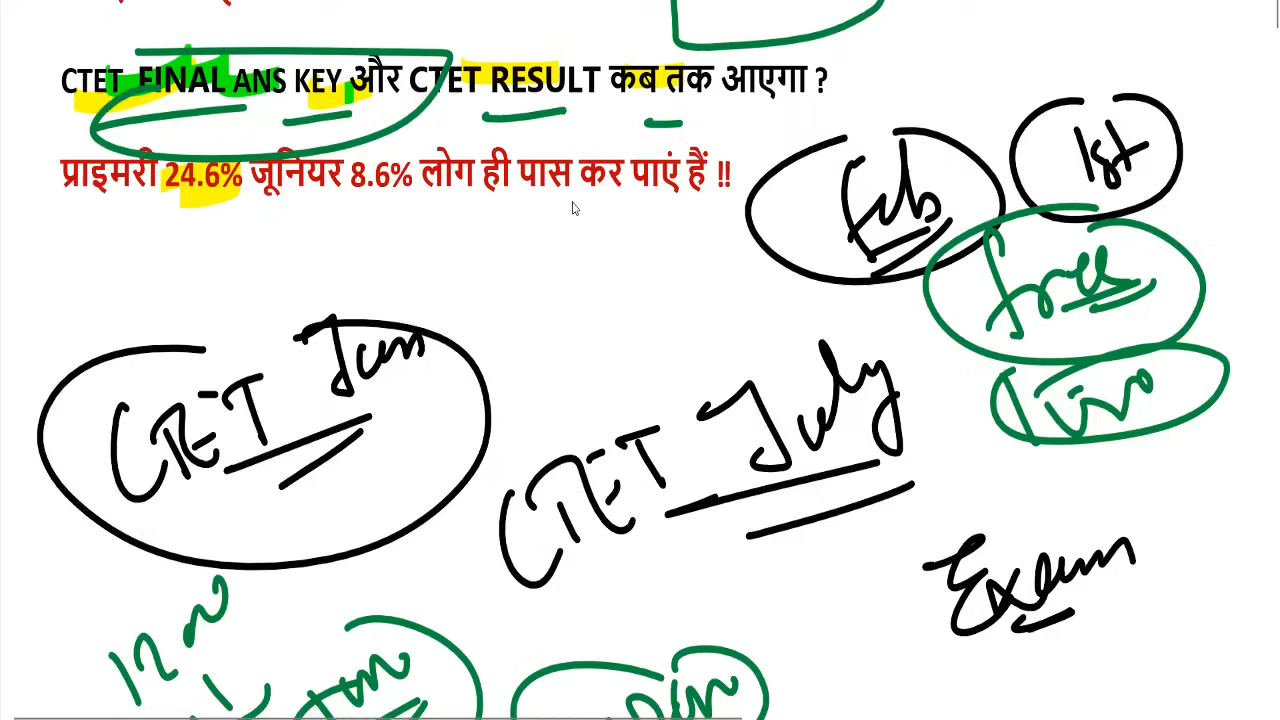 CTET FINAL ANS KEY और CTET RESULT कब तक आएगा ?
प्राइमरी 24.6% जूनियर 8.6% लोग ही पास कर पाएं हैं !!
Feb
1st
free
CTET Jan
CTET July
Exam